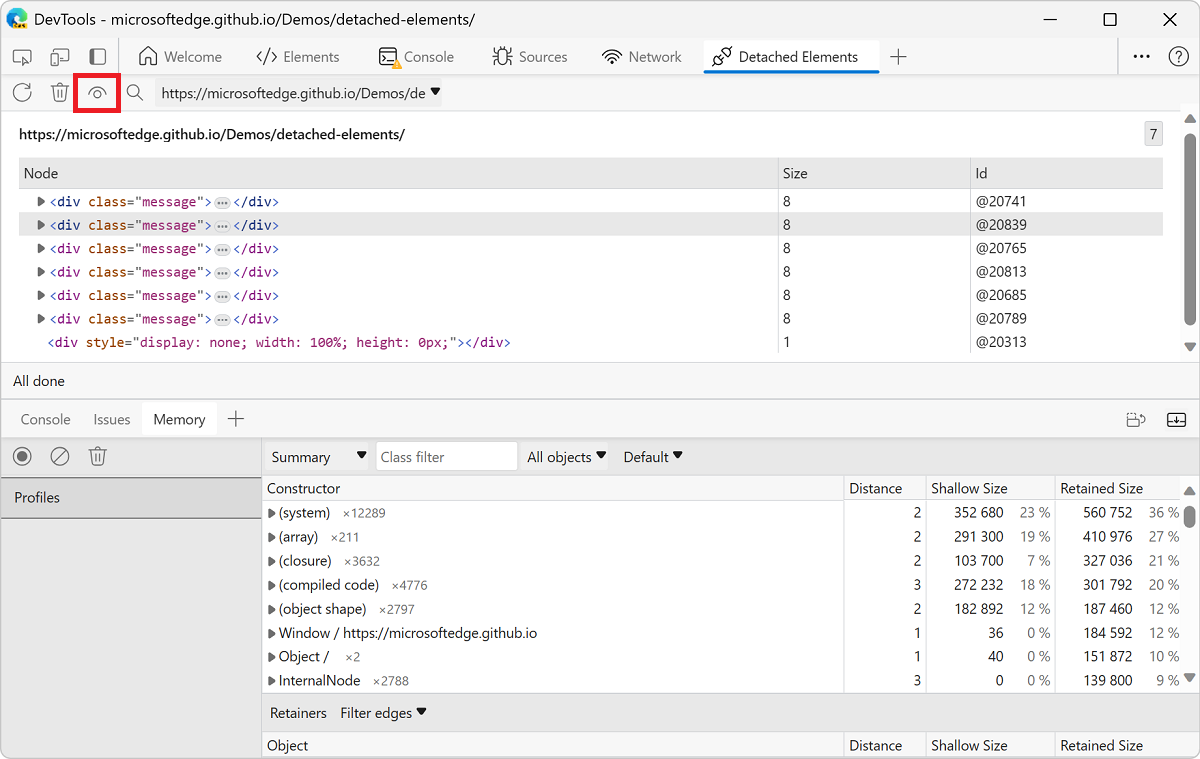 DevTools - microsoftedge.github.io/Demos/detached-elements/
Welcome Elements Console Sources Network Detached Elements
https://microsoftedge.github.io/Demos/de
https://microsoftedge.github.io/Demos/detached-elements/ 7
Node Size Id
<div class="message">…</div> 8 @20741
<div class="message">…</div> 8 @20839
<div class="message">…</div> 8 @20765
<div class="message">…</div> 8 @20813
<div class="message">…</div> 8 @20685
<div class="message">…</div> 8 @20789
<div style="display: none; width: 100%; height: 0px;"></div> 1 @20313
All done
Console Issues Memory
Summary Class filter All objects Default
Profiles
Constructor Distance Shallow Size Retained Size
(system) ×12289 2 352 680 23 % 560 752 36 %
(array) ×211 2 291 300 19 % 410 976 27 %
(closure) ×3632 2 103 700 7 % 327 036 21 %
(compiled code) ×4776 3 272 232 18 % 301 792 20 %
(object shape) ×2797 2 182 892 12 % 187 460 12 %
Window / https://microsoftedge.github.io 1 36 0 % 184 592 12 %
Object / ×2 1 40 0 % 151 872 10 %
InternalNode ×2788 3 0 0 % 139 800 9 %
Retainers Filter edges
Object Distance Shallow Size Retained Size